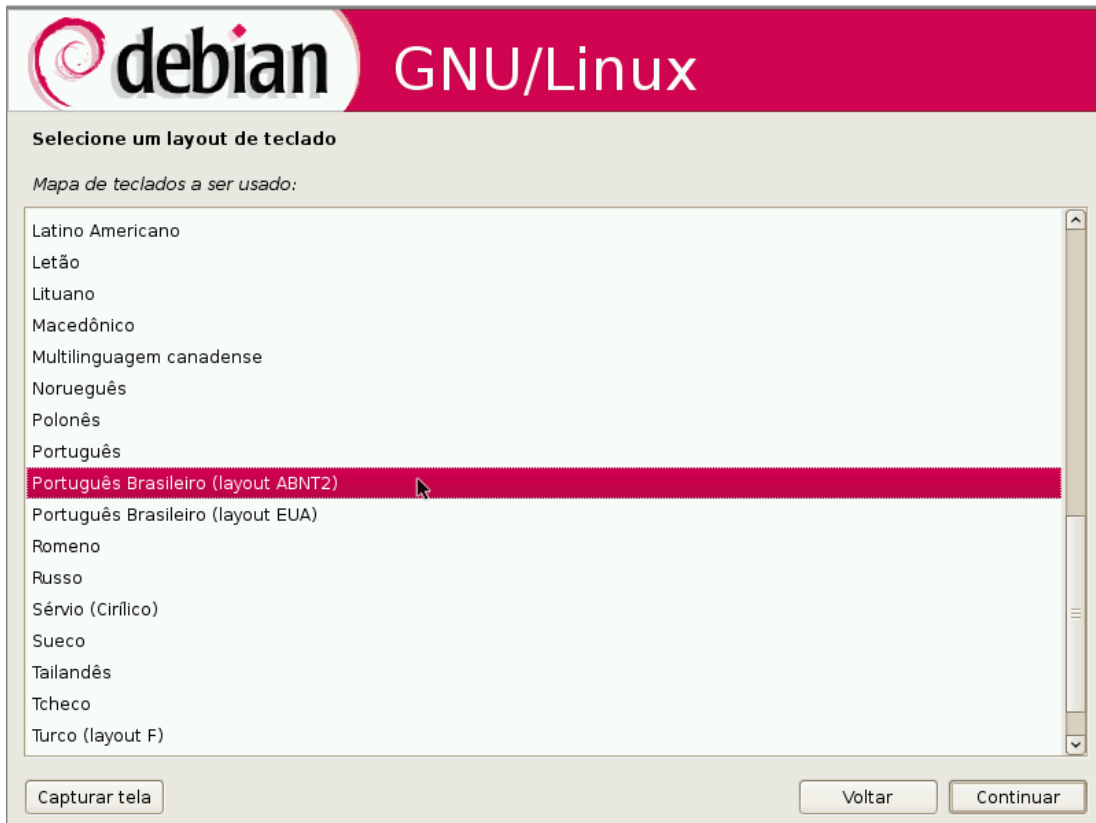 debian GNU/Linux
Selecione um layout de teclado
Mapa de teclados a ser usado:
Latino Americano
Letão
Lituano
Macedônico
Multilinguagem canadense
Norueguês
Polonês
Português
Português Brasileiro (layout ABNT2)
Português Brasileiro (layout EUA)
Romeno
Russo
Sérvio (Cirílico)
Sueco
Tailandês
Tcheco
Turco (layout F)
Capturar tela Voltar Continuar